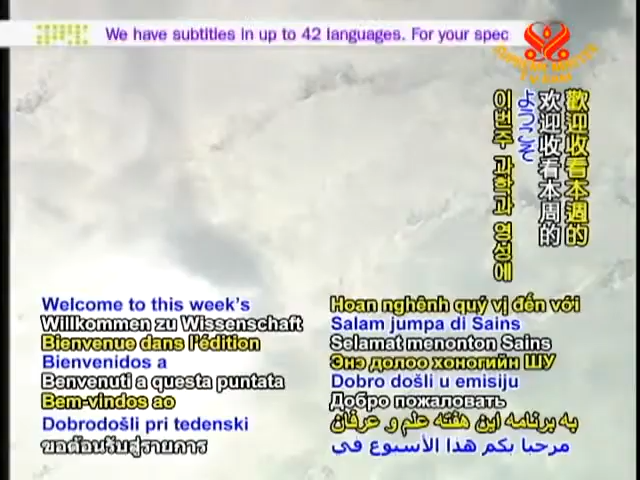 We have subtitles in up to 42 languages. For your spec
歡迎收看本週的
欢迎收看本周的
ようこそ
이번주 과학과 영성에
Welcome to this week's
Willkommen zu Wissenschaft
Bienvenue dans l'édition
Bienvenidos a
Benvenuti a questa puntata
Bem-vindos ao
Dobrodošli pri tedenski
ขอต้อนรับสู่รายการ
Hoan nghênh quý vị đến với
Salam jumpa di Sains
Selamat menonton Sains
Энэ долоо хоногийн ШУ
Dobro došli u emisiju
Добро пожаловать
به برنامه این هفته علم و عرفان
مرحبا بكم هذا الأسبوع في